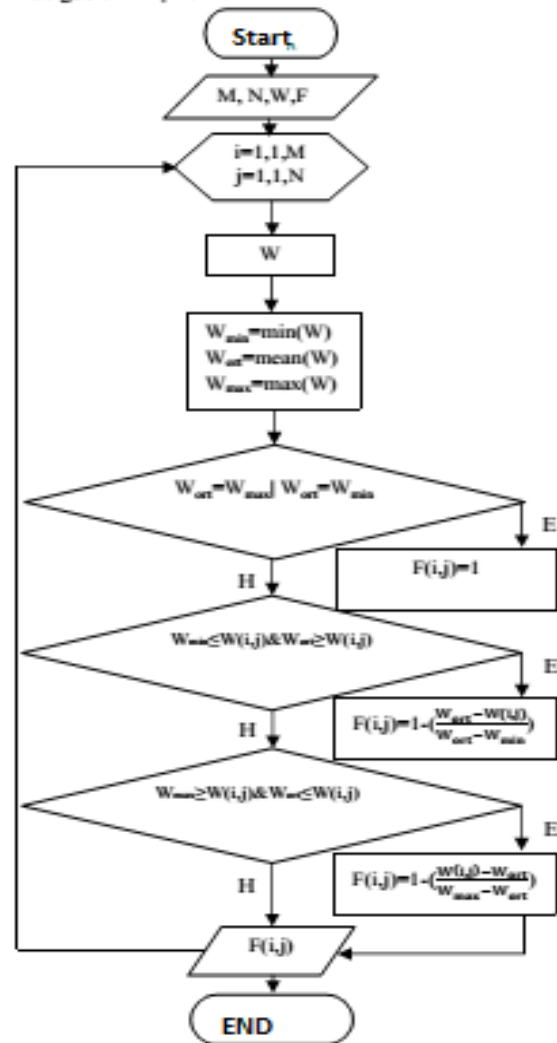 Start
M, N,W,F
i=1,1,M
j=1,1,N
W
Wmin=min(W)
Wort=mean(W)
Wmax=max(W)
Wort=Wmax| Wort=Wmin
E
F(i,j)=1
H
Wmin≤W(i,j)&Wort≥W(i,j)
E
F(i,j)=1-(Wort-W(i,j)/Wort-Wmin)
H
Wmax≥W(i,j)&Wort≤W(i,j)
E
F(i,j)=1-(W(i,j)-Wort/Wmax-Wort)
H
F(i,j)
END